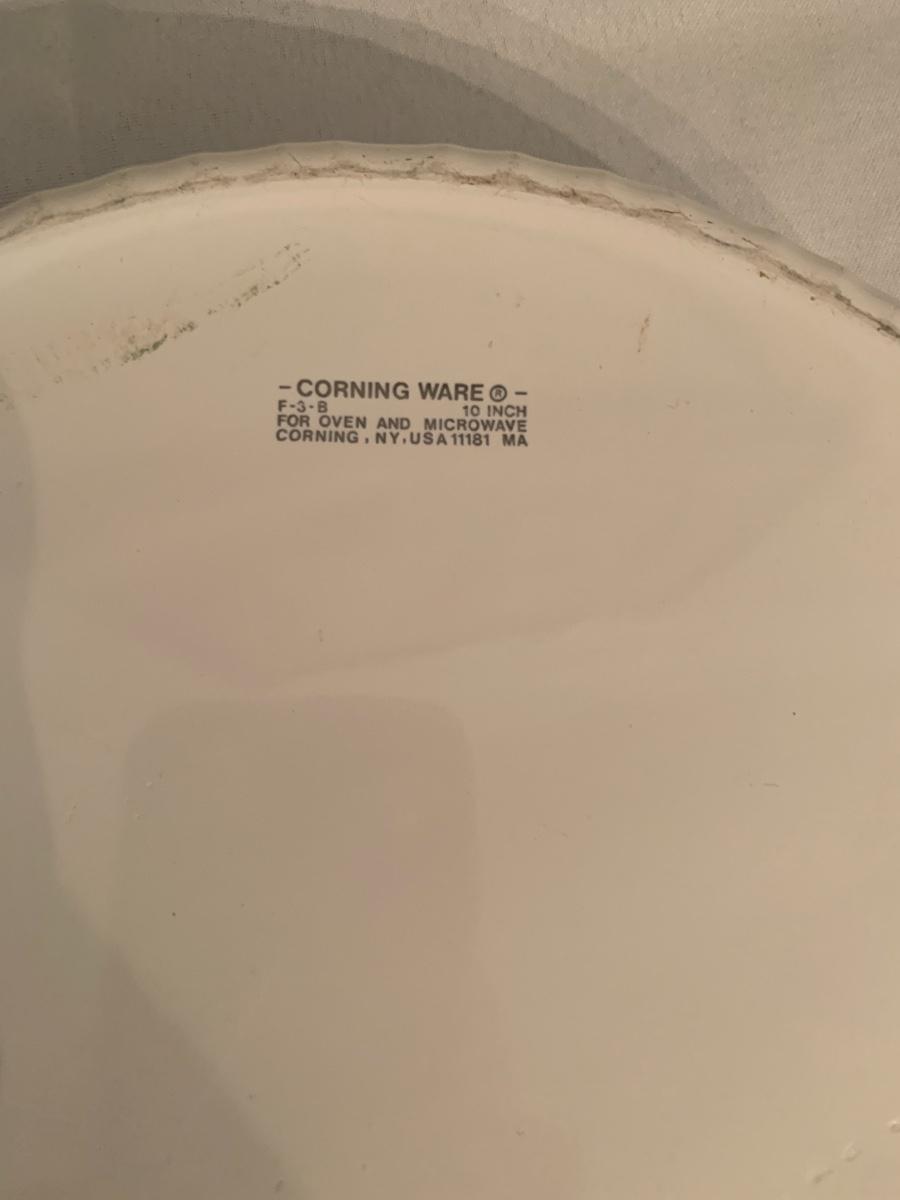 -CORNING WARE®-
F-3-B 10 INCH
FOR OVEN AND MICROWAVE
CORNING, NY, USA 11181 MA